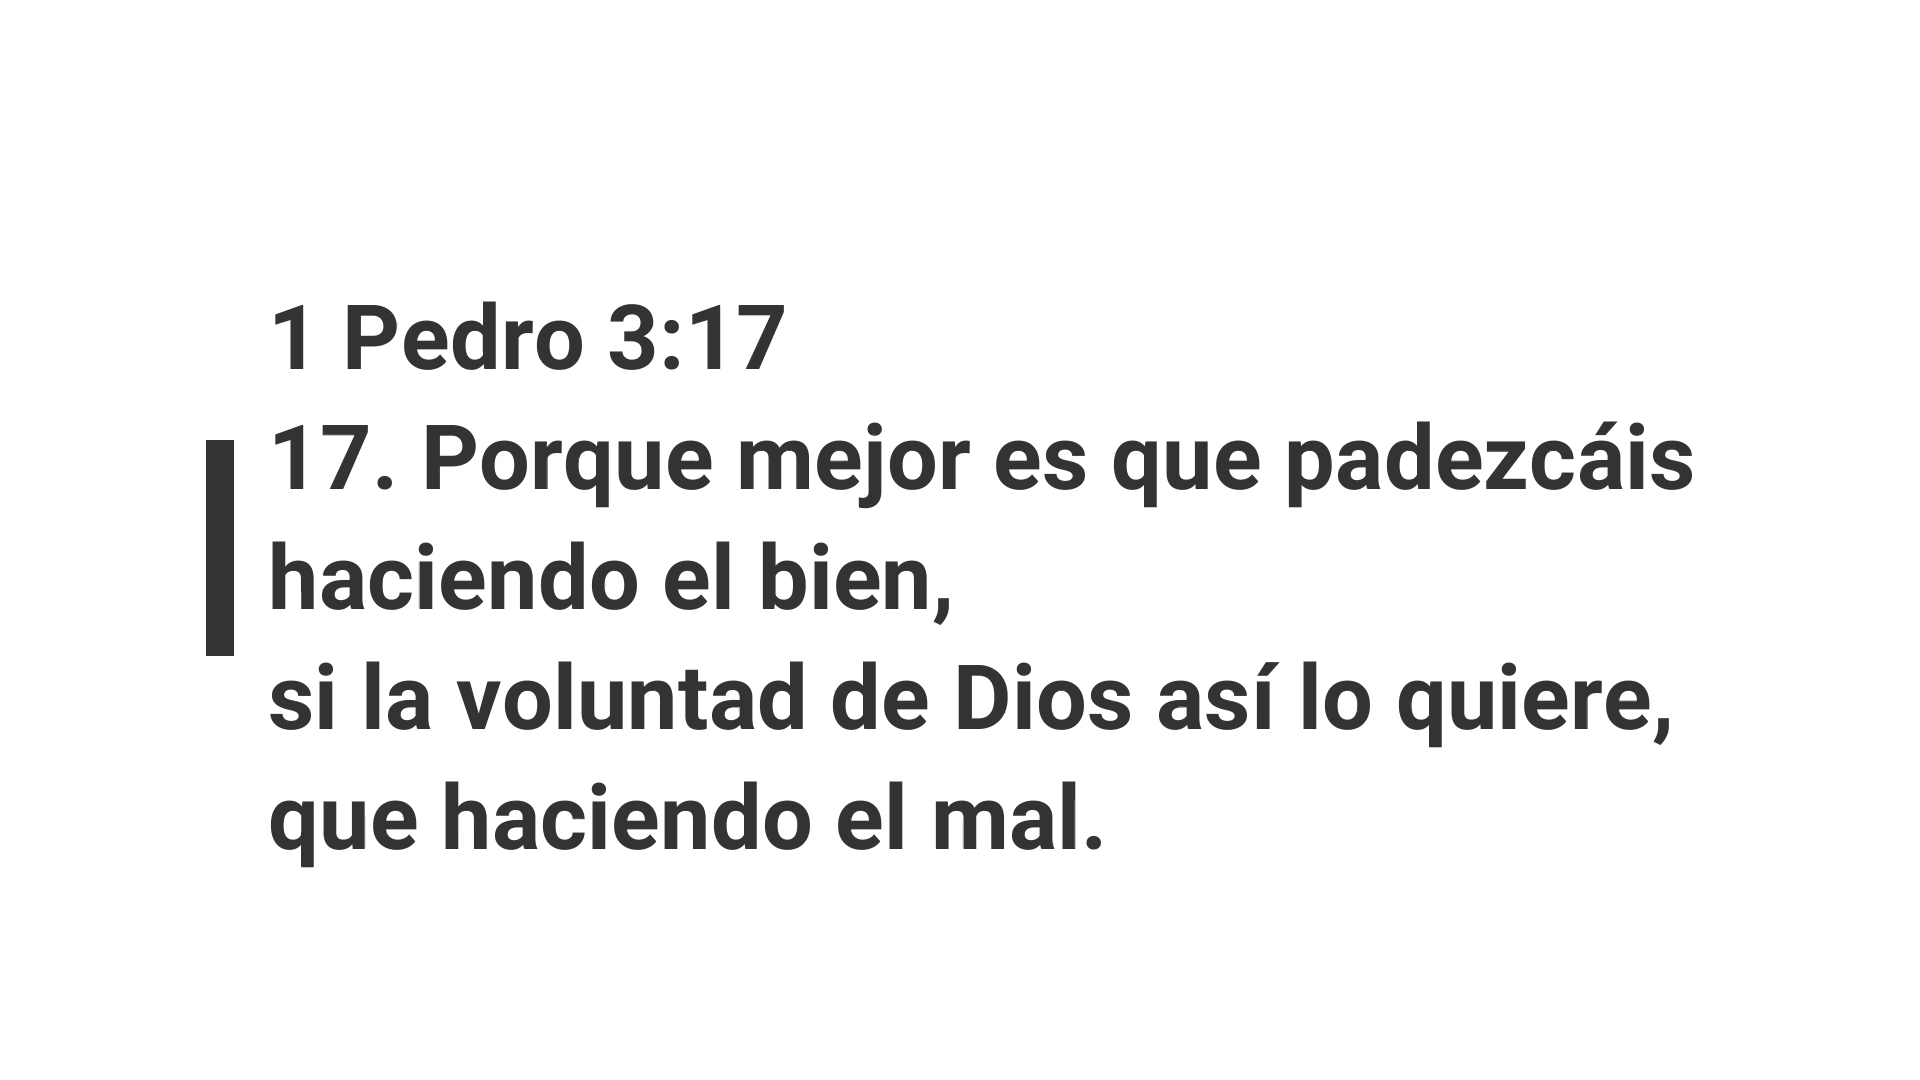 1 Pedro 3:17
17. Porque mejor es que padezcáis
haciendo el bien,
si la voluntad de Dios así lo quiere,
que haciendo el mal.